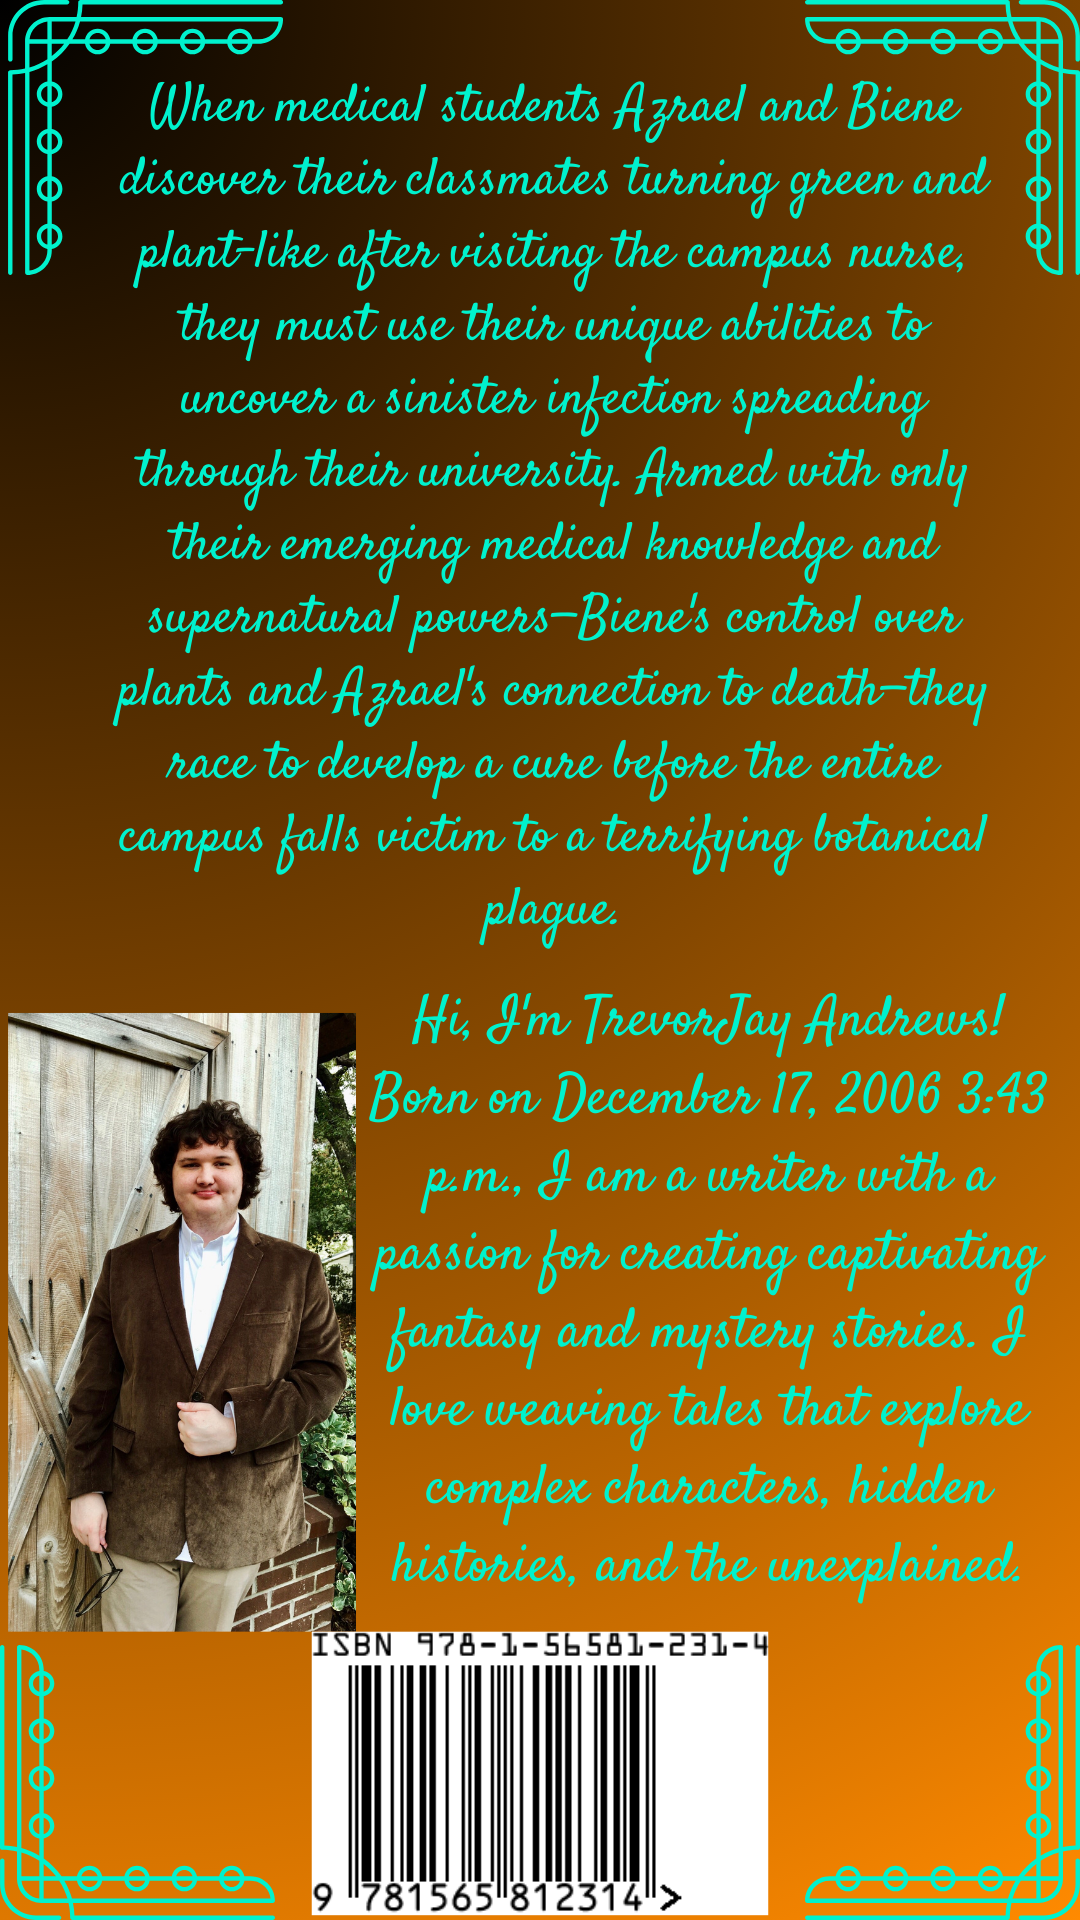 When medical students Azrael and Biene
discover their classmates turning green and
plant-like after visiting the campus nurse,
they must use their unique abilities to
uncover a sinister infection spreading
through their university. Armed with only
their emerging medical knowledge and
supernatural powers—Biene's control over
plants and Azrael's connection to death—they
race to develop a cure before the entire
campus falls victim to a terrifying botanical
plague.
Hi, I'm TrevorJay Andrews!
Born on December 17, 2006 3:43
p.m., I am a writer with a
passion for creating captivating
fantasy and mystery stories. I
love weaving tales that explore
complex characters, hidden
histories, and the unexplained.
ISBN 978-1-56581-231-4
9 781565 812314 >